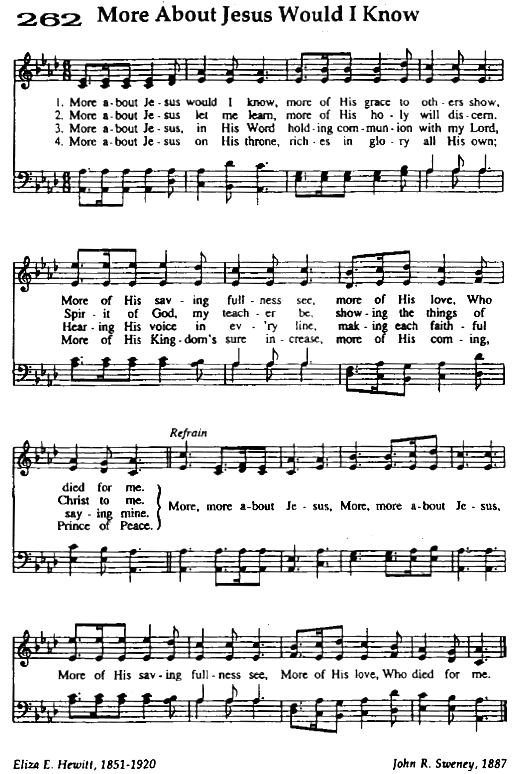 262 More About Jesus Would I Know
1. More a-bout Je-sus would I know, more of His grace to oth-ers show,
2. More a-bout Je-sus let me learn, more of His ho-ly will dis-cern.
3. More a-bout Je-sus, in His Word hold-ing com-mun-ion with my Lord,
4. More a-bout Je-sus on His throne, rich-es in glo-ry all His own;
More of His sav-ing full-ness see, more of His love, Who
Spir-it of God, my teach-er be, show-ing the things of
Hear-ing His voice in ev-'ry line, mak-ing each faith-ful
More of His King-dom's sure in-crease, more of His com-ing,
Refrain
died for me.
Christ to me.
say-ing mine.
Prince of Peace.
More, more a-bout Je-sus, More, more a-bout Je-sus,
More of His sav-ing full-ness see, More of His love, Who died for me.
Eliza E. Hewitt, 1851-1920 John R. Sweney, 1887